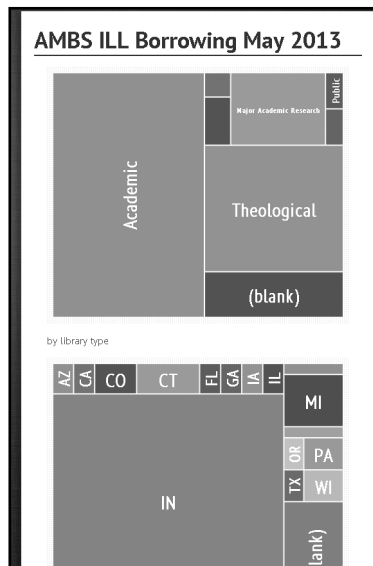 AMBS ILL Borrowing May 2013
Academic
Major Academic Research
Public
Theological
(blank)
by library type
AZ
CA
CO
CT
FL
GA
IA
IL
MI
IN
OR
PA
TX
WI
lank)